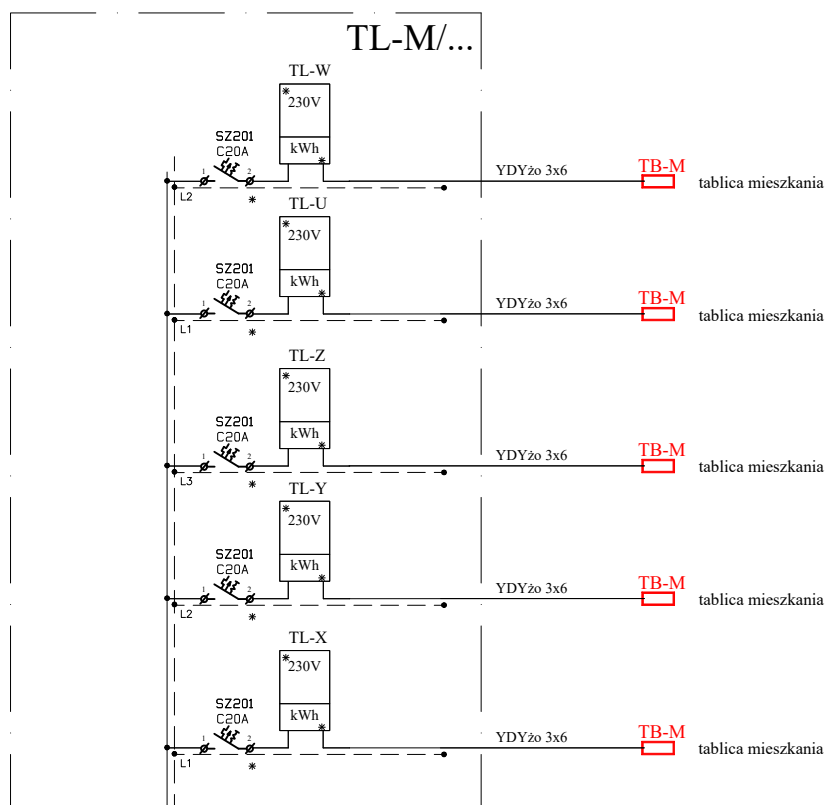 TL-M/...
TL-W
*
230V
kWh
*
SZ201
C20A
1
2
L2
*
YDYżo 3x6
TB-M
tablica mieszkania
TL-U
*
230V
kWh
*
SZ201
C20A
1
2
L1
*
YDYżo 3x6
TB-M
tablica mieszkania
TL-Z
*
230V
kWh
*
SZ201
C20A
1
2
L3
*
YDYżo 3x6
TB-M
tablica mieszkania
TL-Y
*
230V
kWh
*
SZ201
C20A
1
2
L2
*
YDYżo 3x6
TB-M
tablica mieszkania
TL-X
*
230V
kWh
*
SZ201
C20A
1
2
L1
*
YDYżo 3x6
TB-M
tablica mieszkania